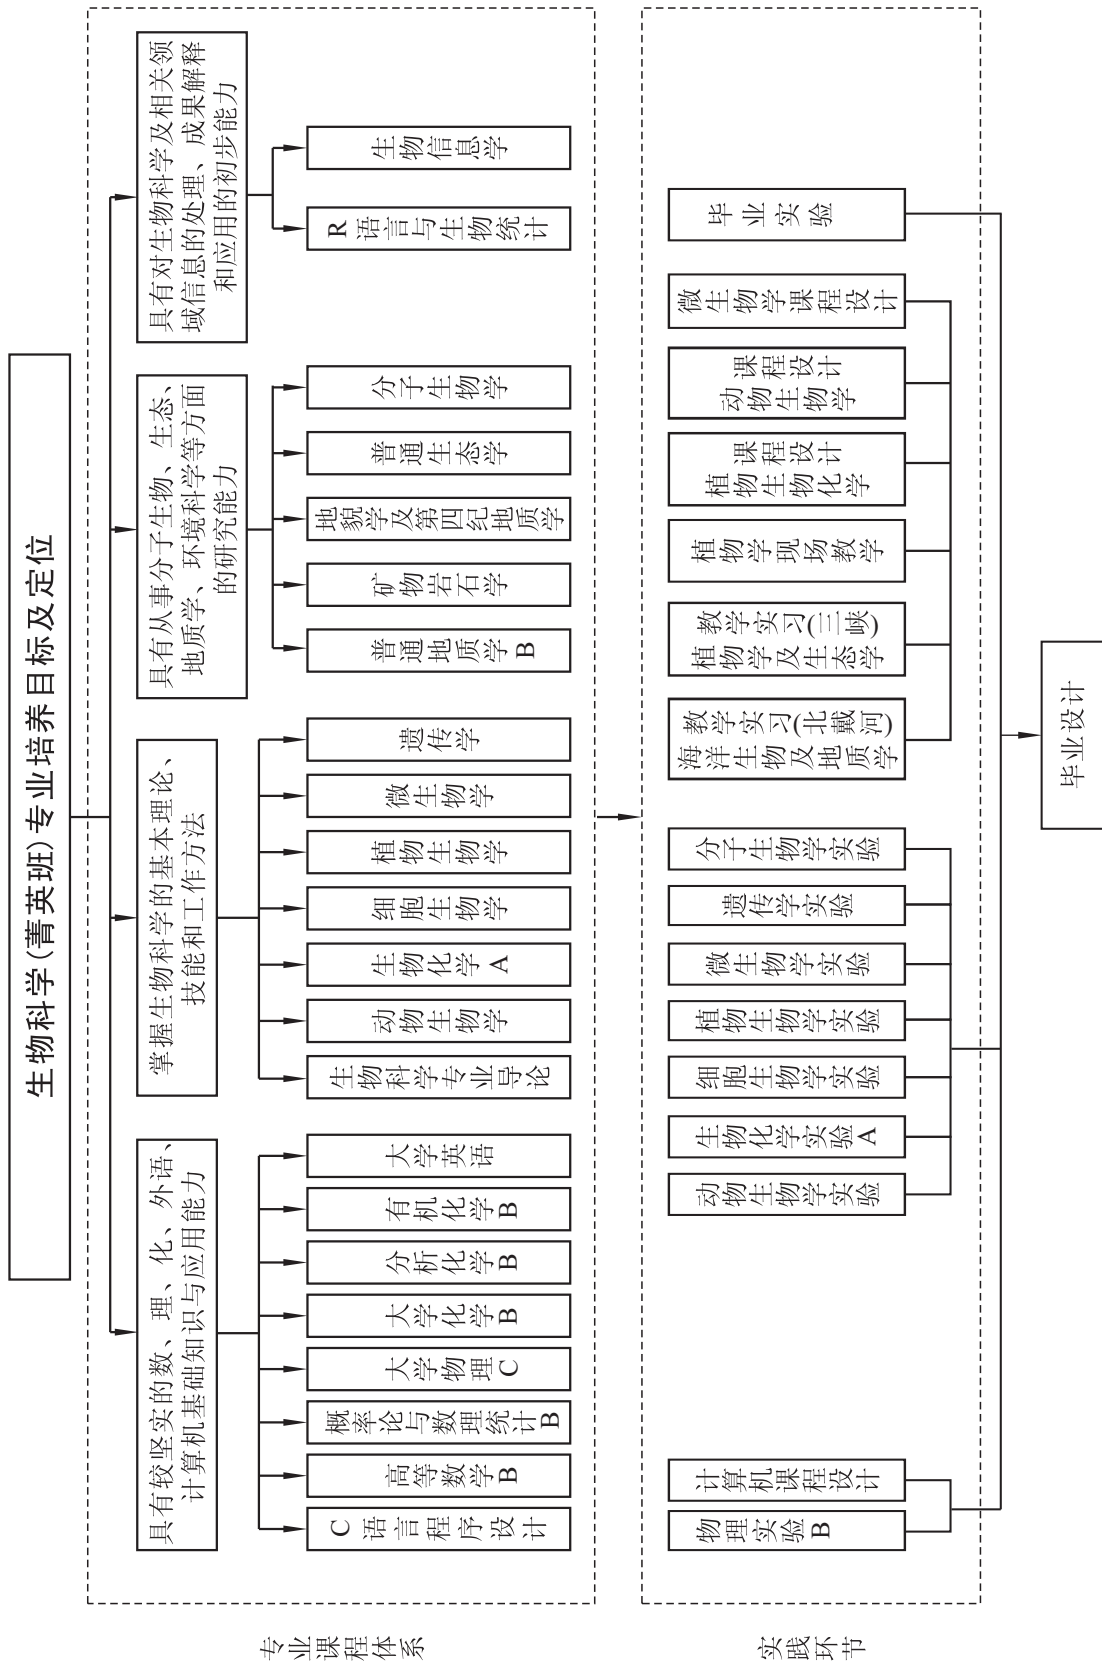 生物科学(菁英班)专业培养目标及定位
专业课程体系
具有较坚实的数、理、化、外语、
计算机基础知识与应用能力
掌握生物科学的基本理论、
技能和工作方法
具有从事分子生物、生态、
地质学、环境科学等方面
的研究能力
具有对生物科学及相关领
域信息的处理、成果解释
和应用的初步能力
C语言程序设计
高等数学B
概率论与数理统计B
大学物理C
大学化学B
分析化学B
有机化学B
大学英语
生物科学专业导论
动物生物学
生物化学A
细胞生物学
植物生物学
微生物学
遗传学
普通地质学B
矿物岩石学
地貌学及第四纪地质学
普通生态学
分子生物学
R语言与生物统计
生物信息学
实践环节
物理实验B
计算机课程设计
动物生物学实验
生物化学实验A
细胞生物学实验
植物生物学实验
微生物学实验
遗传学实验
分子生物学实验
海洋生物及地质学
教学实习(北戴河)
植物学及生态学
教学实习(三峡)
植物学现场教学
植物生物化学
课程设计
动物生物学
课程设计
微生物学课程设计
毕业实验
毕业设计